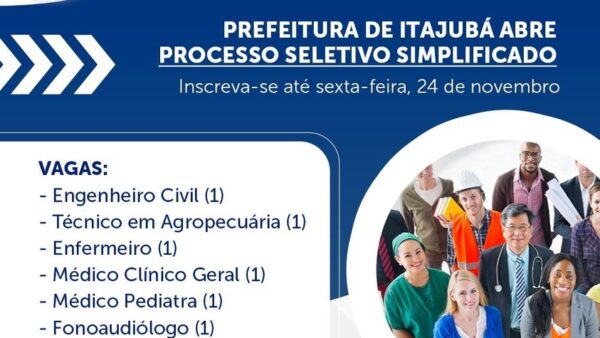 PREFEITURA DE ITAJUBÁ ABRE
PROCESSO SELETIVO SIMPLIFICADO
Inscreva-se até sexta-feira, 24 de novembro
VAGAS:
- Engenheiro Civil (1)
- Técnico em Agropecuária (1)
- Enfermeiro (1)
- Médico Clínico Geral (1)
- Médico Pediatra (1)
- Fonoaudiólogo (1)